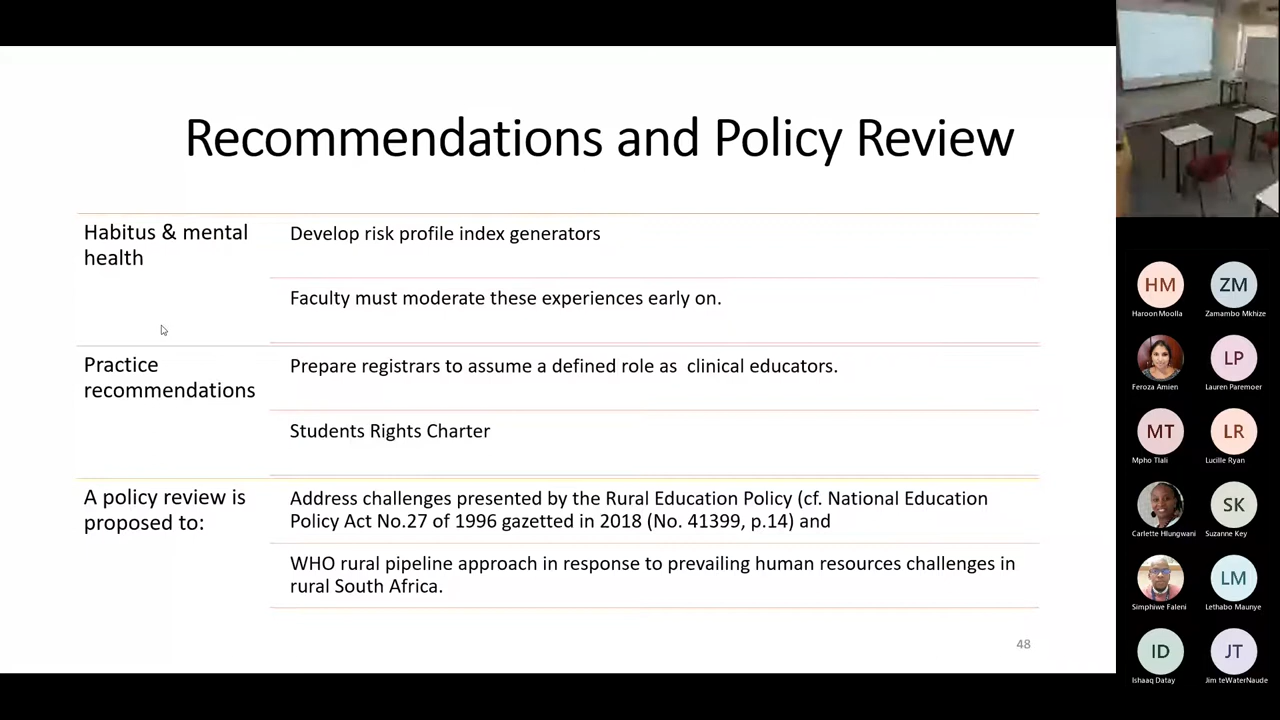 Recommendations and Policy Review
Habitus & mental
health
Develop risk profile index generators
Faculty must moderate these experiences early on.
Practice
recommendations
Prepare registrars to assume a defined role as  clinical educators.
Students Rights Charter
A policy review is
proposed to:
Address challenges presented by the Rural Education Policy (cf. National Education
Policy Act No.27 of 1996 gazetted in 2018 (No. 41399, p.14) and
WHO rural pipeline approach in response to prevailing human resources challenges in
rural South Africa.
48
HM
Haroon Moolla
ZM
Zamambo Mkhize
Feroza Amien
LP
Lauren Paremoer
MT
Mpho Tlali
LR
Lucille Ryan
Carlette Hlungwani
SK
Suzanne Key
Simphiwe Faleni
LM
Lethabo Maunye
ID
Ishaaq Datay
JT
Jim teWaterNaude